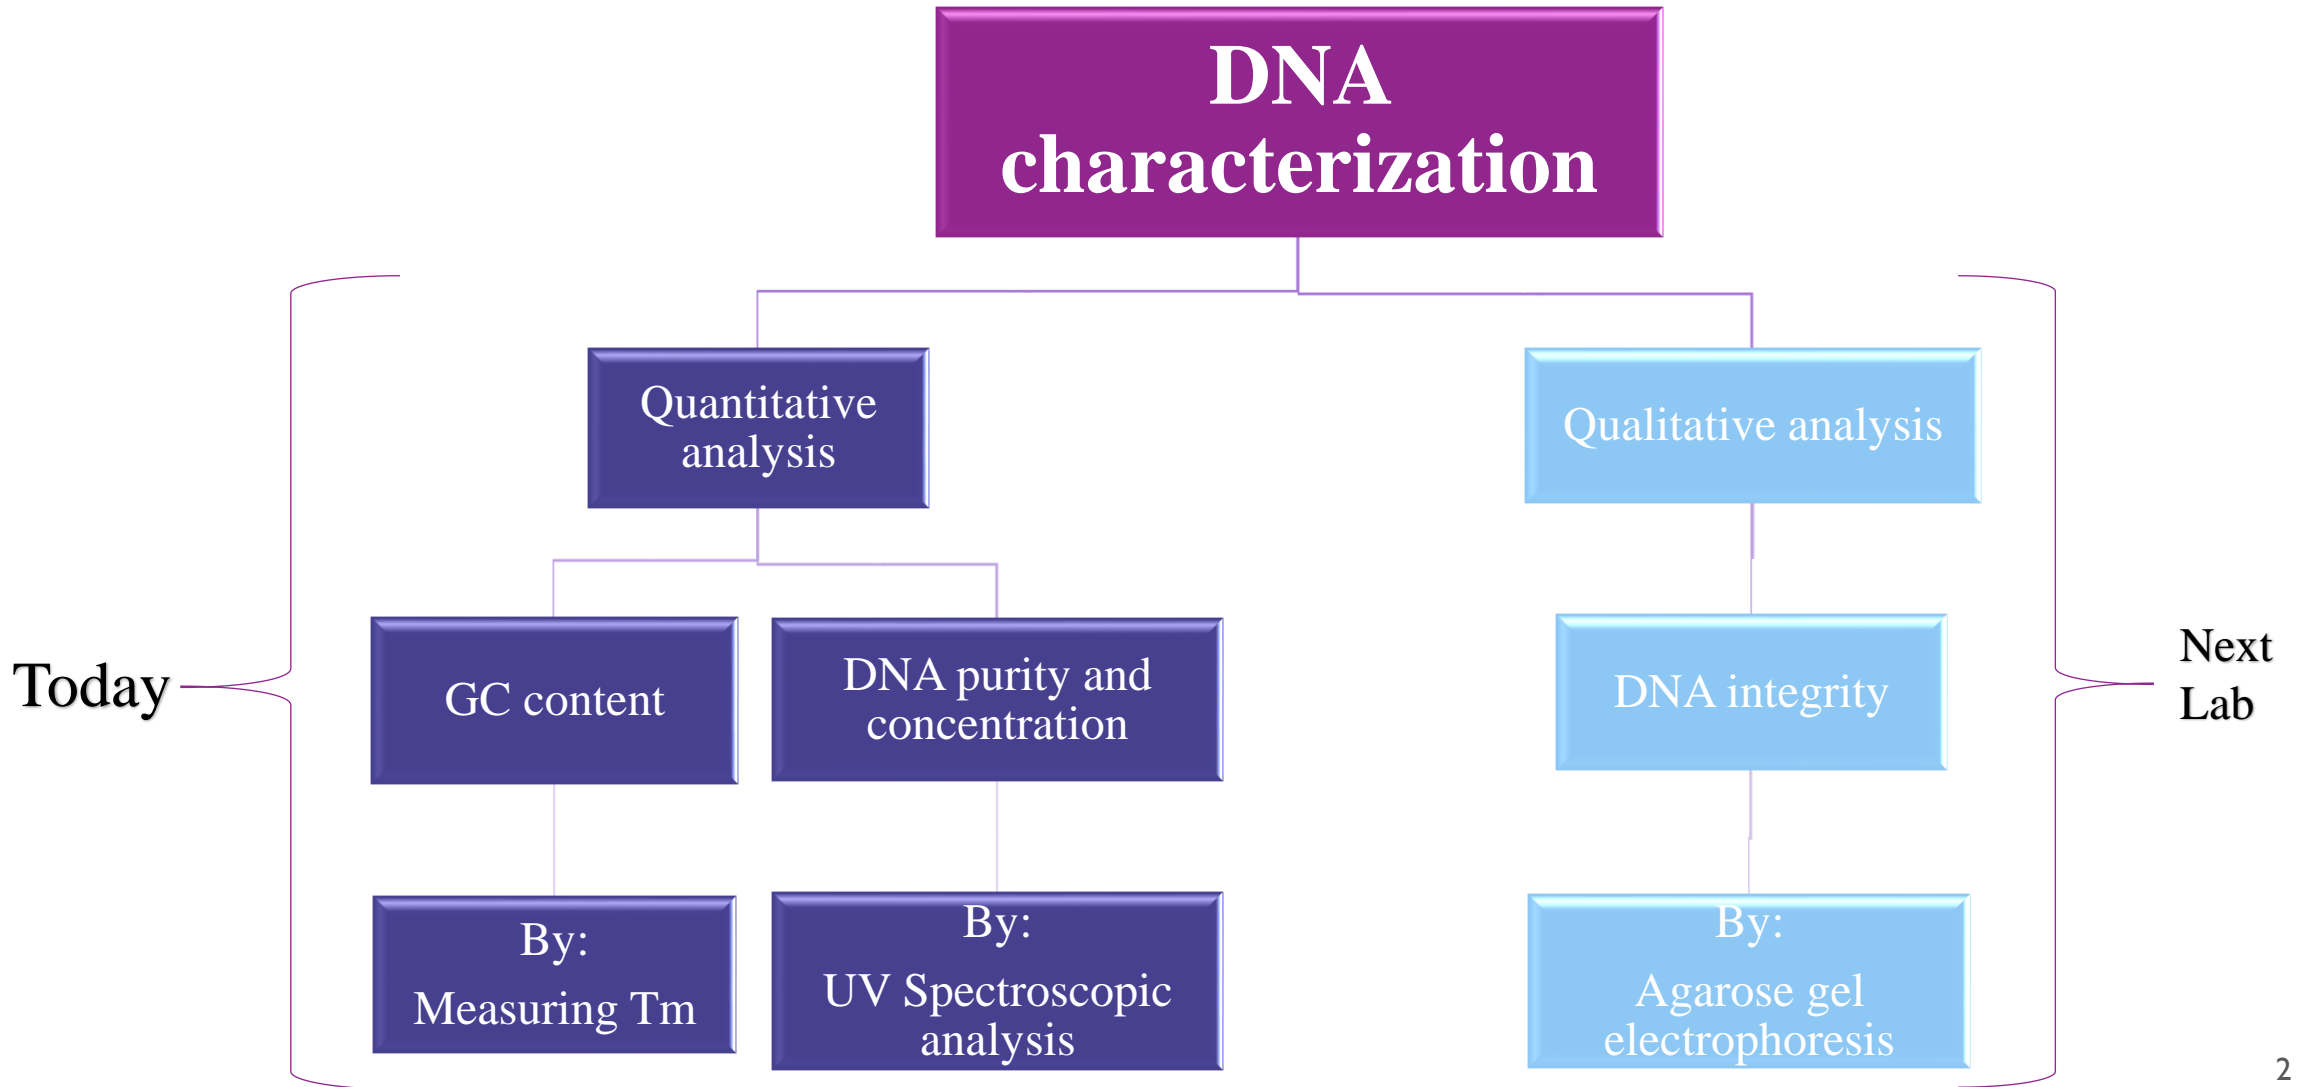 DNA
characterization
Quantitative
analysis
Qualitative analysis
Today
GC content
DNA purity and
concentration
DNA integrity
Next
Lab
By:
Measuring Tm
By:
UV Spectroscopic
analysis
By:
Agarose gel
electrophoresis
2